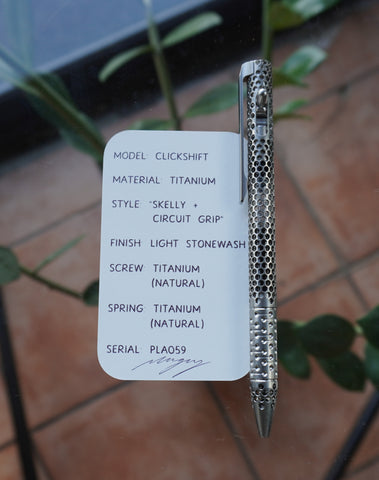 MODEL: CLICKSHIFT
MATERIAL: TITANIUM
STYLE: "SKELLY +
CIRCUIT GRIP"
FINISH: LIGHT STONEWASH
SCREW: TITANIUM
(NATURAL)
SPRING: TITANIUM
(NATURAL)
SERIAL: PLA059